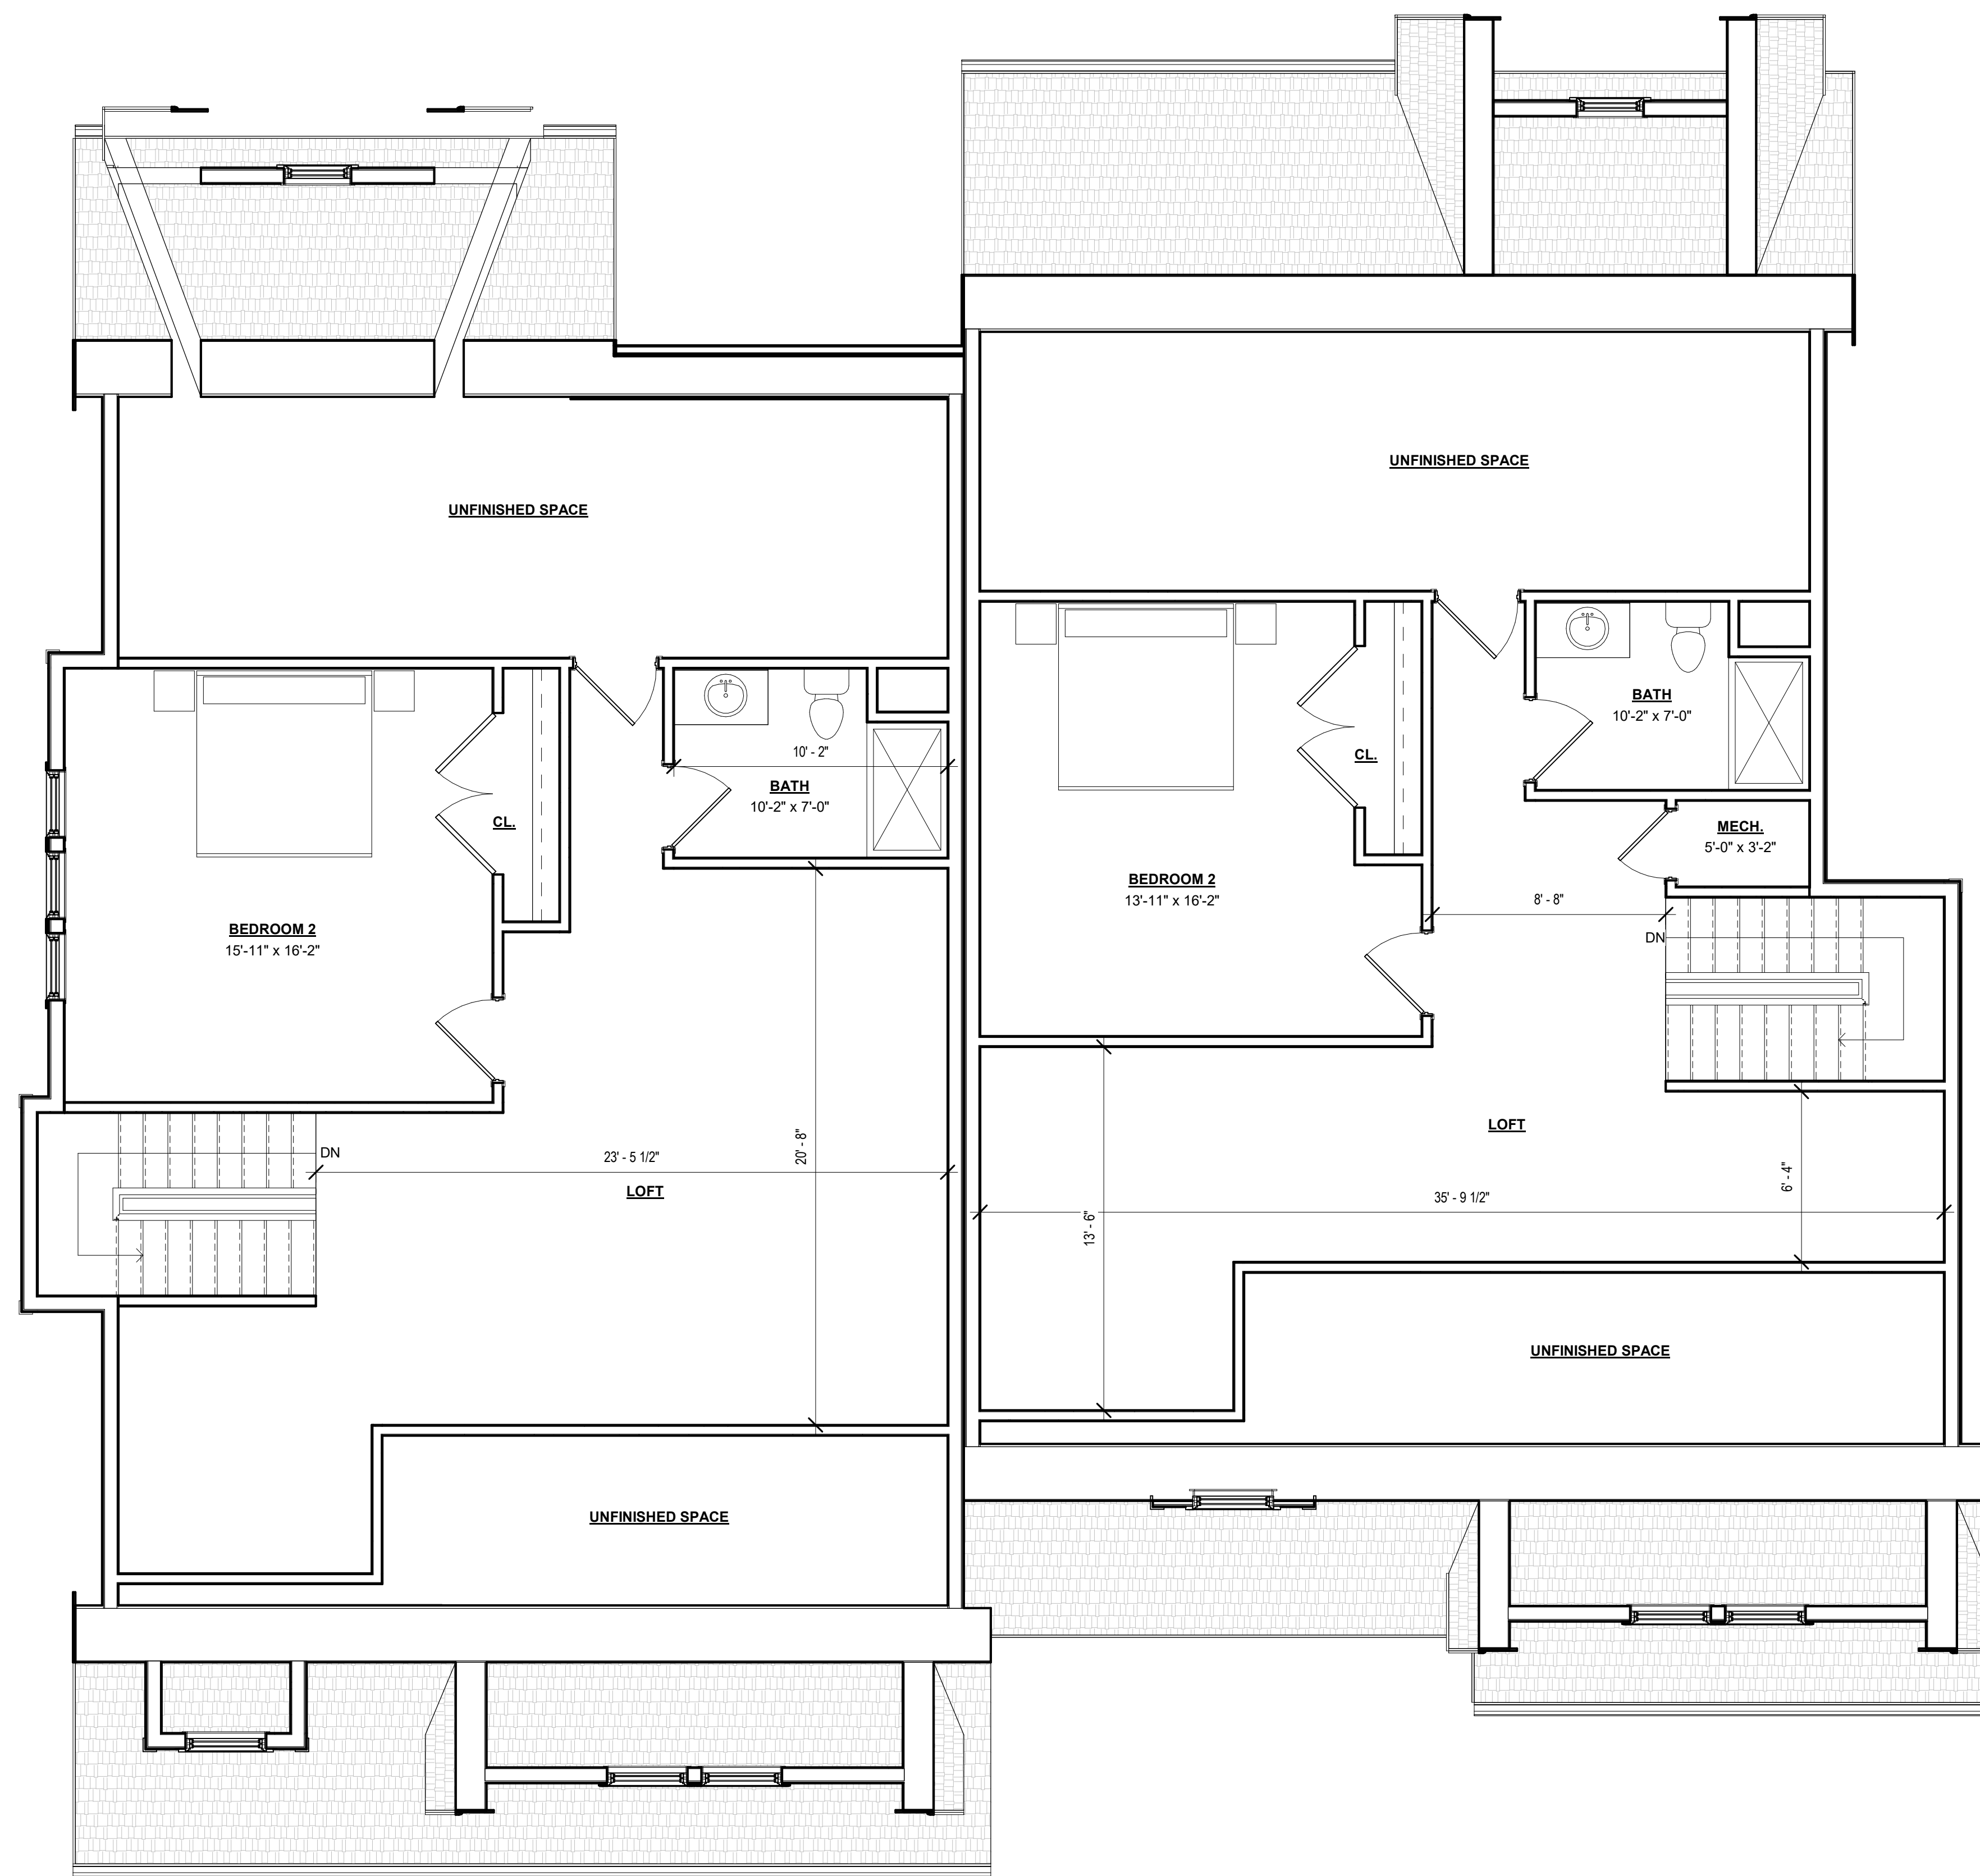 UNFINISHED SPACE
10' - 2"
BATH
10'-2" x 7'-0"
CL.
BEDROOM 2
15'-11" x 16'-2"
DN
23' - 5 1/2"
20' - 8"
LOFT
UNFINISHED SPACE
UNFINISHED SPACE
BATH
10'-2" x 7'-0"
CL.
MECH.
5'-0" x 3'-2"
BEDROOM 2
13'-11" x 16'-2"
8' - 8"
DN
LOFT
6' - 4"
35' - 9 1/2"
13' - 6"
UNFINISHED SPACE